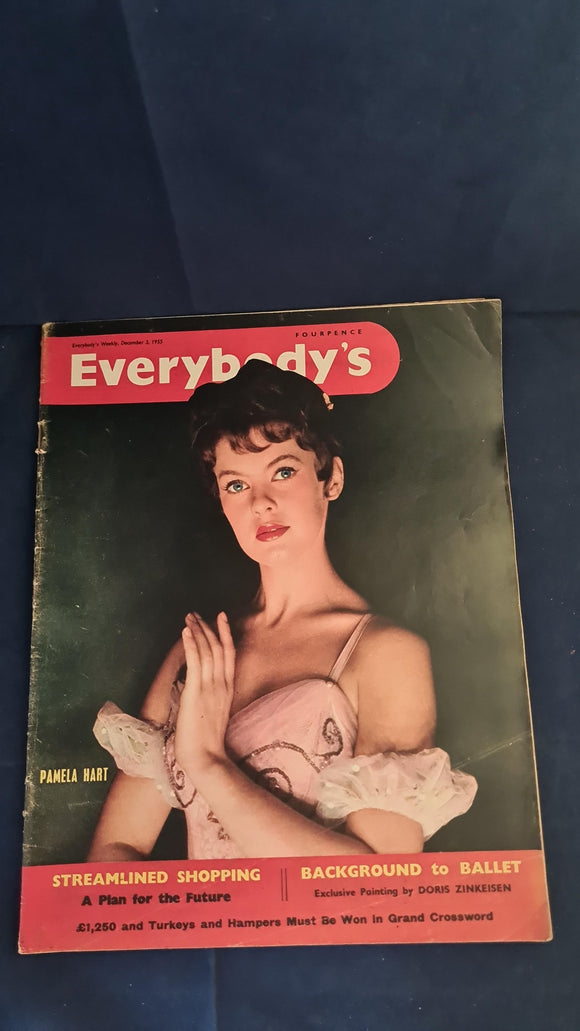 FOURPENCE
Everybody's Weekly, December 3, 1955
Everybody's
PAMELA HART
STREAMLINED SHOPPING
A Plan for the Future
BACKGROUND to BALLET
Exclusive Painting by DORIS ZINKEISEN
£1,250 and Turkeys and Hampers Must Be Won in Grand Crossword